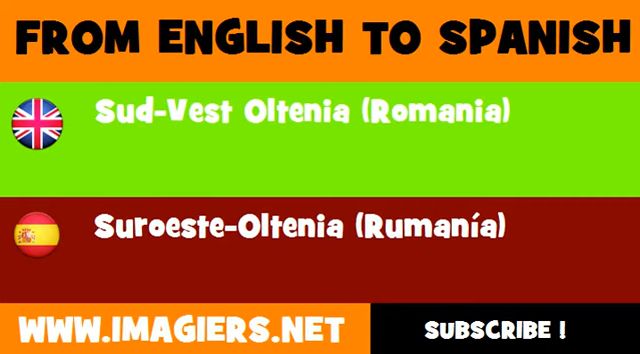 FROM ENGLISH TO SPANISH
Sud-Vest Oltenia (Romania)
Suroeste-Oltenia (Rumanía)
WWW.IMAGIERS.NET
SUBSCRIBE !